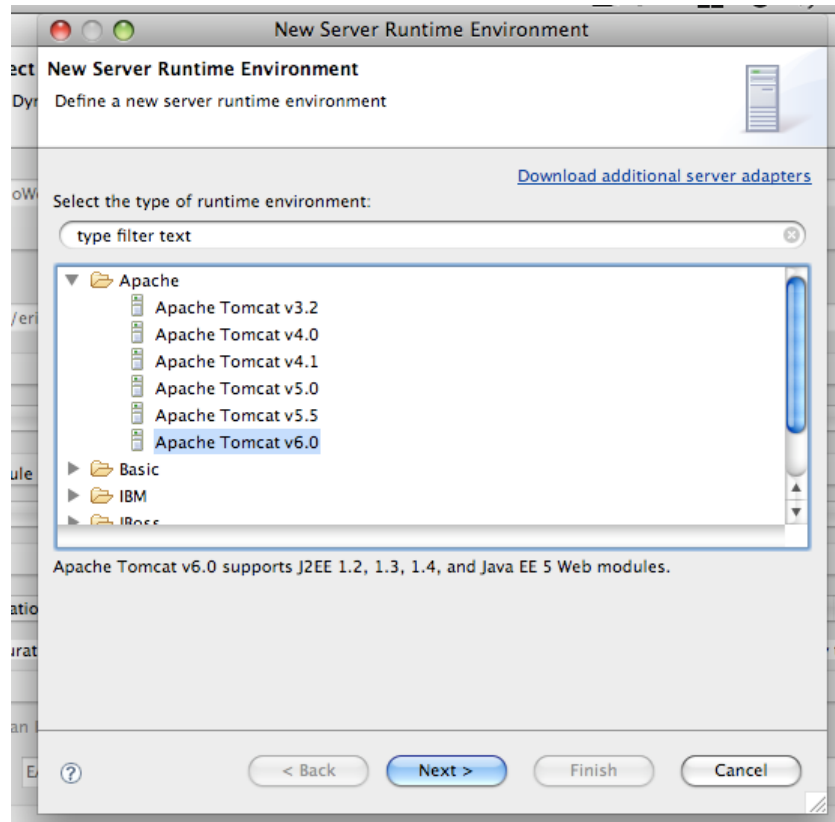 New Server Runtime Environment
New Server Runtime Environment
Define a new server runtime environment
Download additional server adapters
Select the type of runtime environment:
type filter text
Apache
Apache Tomcat v3.2
Apache Tomcat v4.0
Apache Tomcat v4.1
Apache Tomcat v5.0
Apache Tomcat v5.5
Apache Tomcat v6.0
Basic
IBM
JBoss
Apache Tomcat v6.0 supports J2EE 1.2, 1.3, 1.4, and Java EE 5 Web modules.
? < Back Next > Finish Cancel